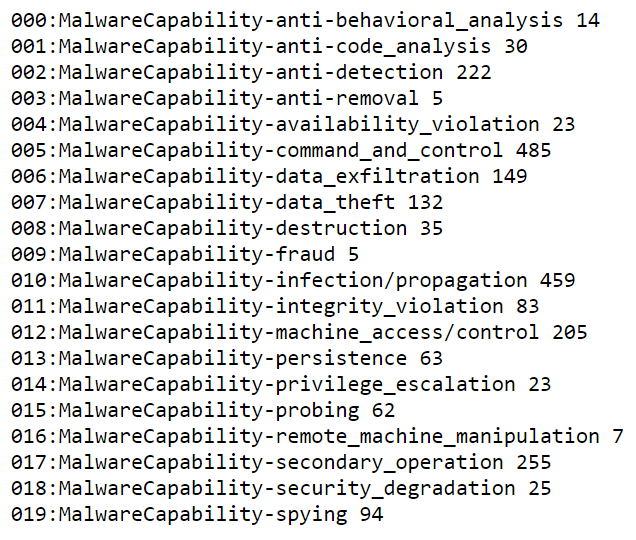 000:MalwareCapability-anti-behavioral_analysis 14
001:MalwareCapability-anti-code_analysis 30
002:MalwareCapability-anti-detection 222
003:MalwareCapability-anti-removal 5
004:MalwareCapability-availability_violation 23
005:MalwareCapability-command_and_control 485
006:MalwareCapability-data_exfiltration 149
007:MalwareCapability-data_theft 132
008:MalwareCapability-destruction 35
009:MalwareCapability-fraud 5
010:MalwareCapability-infection/propagation 459
011:MalwareCapability-integrity_violation 83
012:MalwareCapability-machine_access/control 205
013:MalwareCapability-persistence 63
014:MalwareCapability-privilege_escalation 23
015:MalwareCapability-probing 62
016:MalwareCapability-remote_machine_manipulation 7
017:MalwareCapability-secondary_operation 255
018:MalwareCapability-security_degradation 25
019:MalwareCapability-spying 94